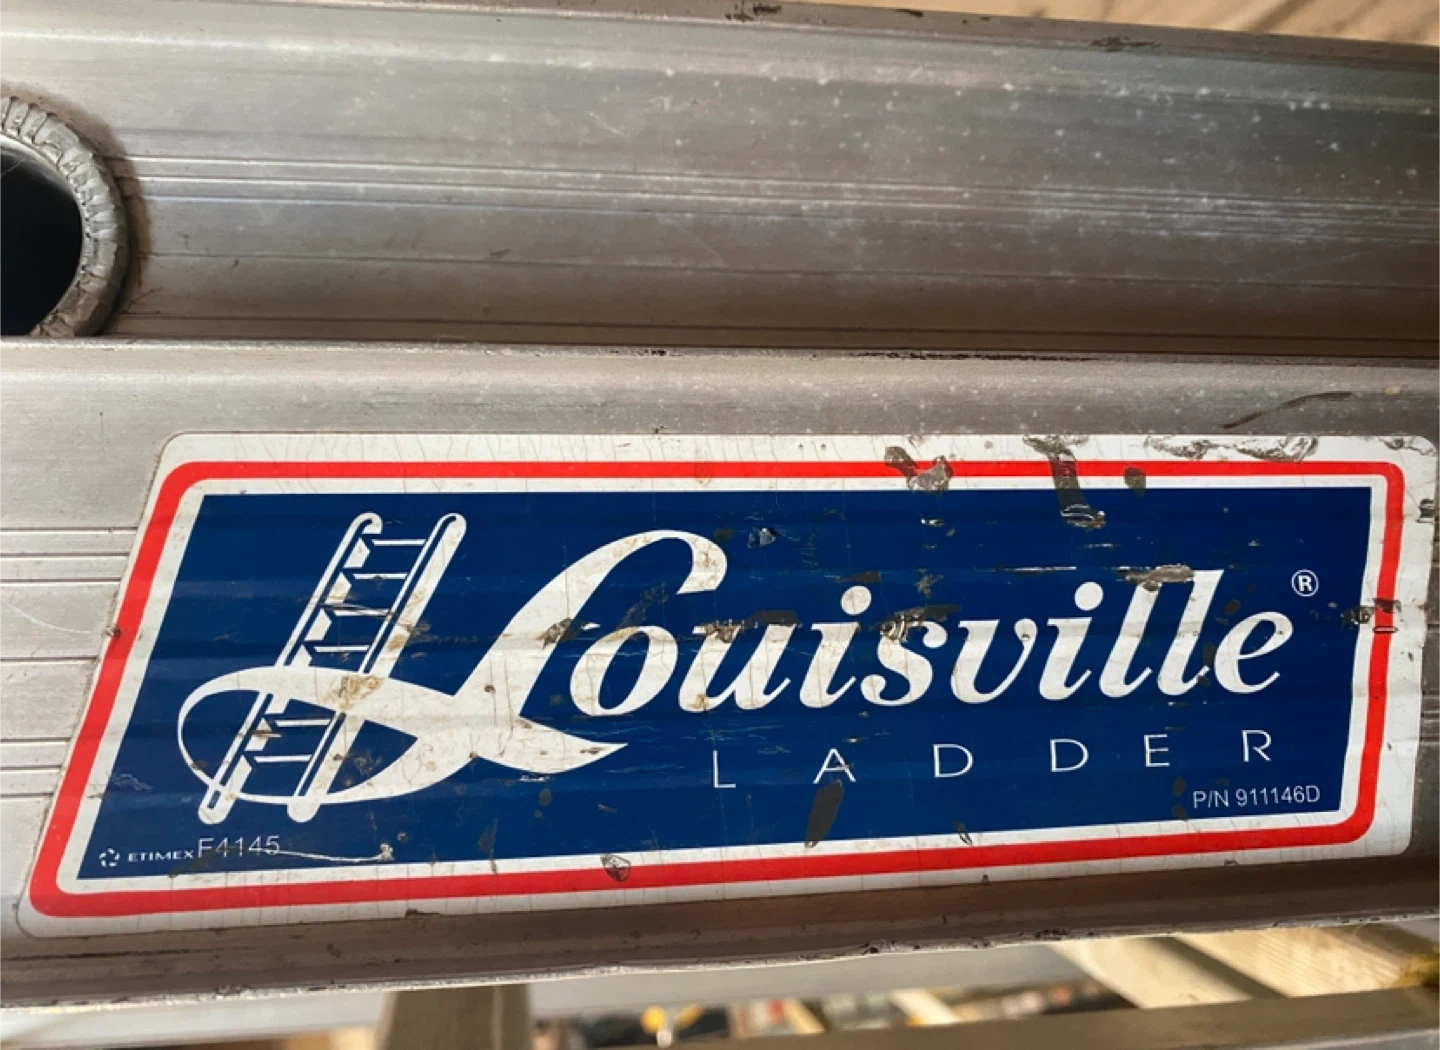 Louisville®
LADDER
P/N 911146D
ETIMEX F4145